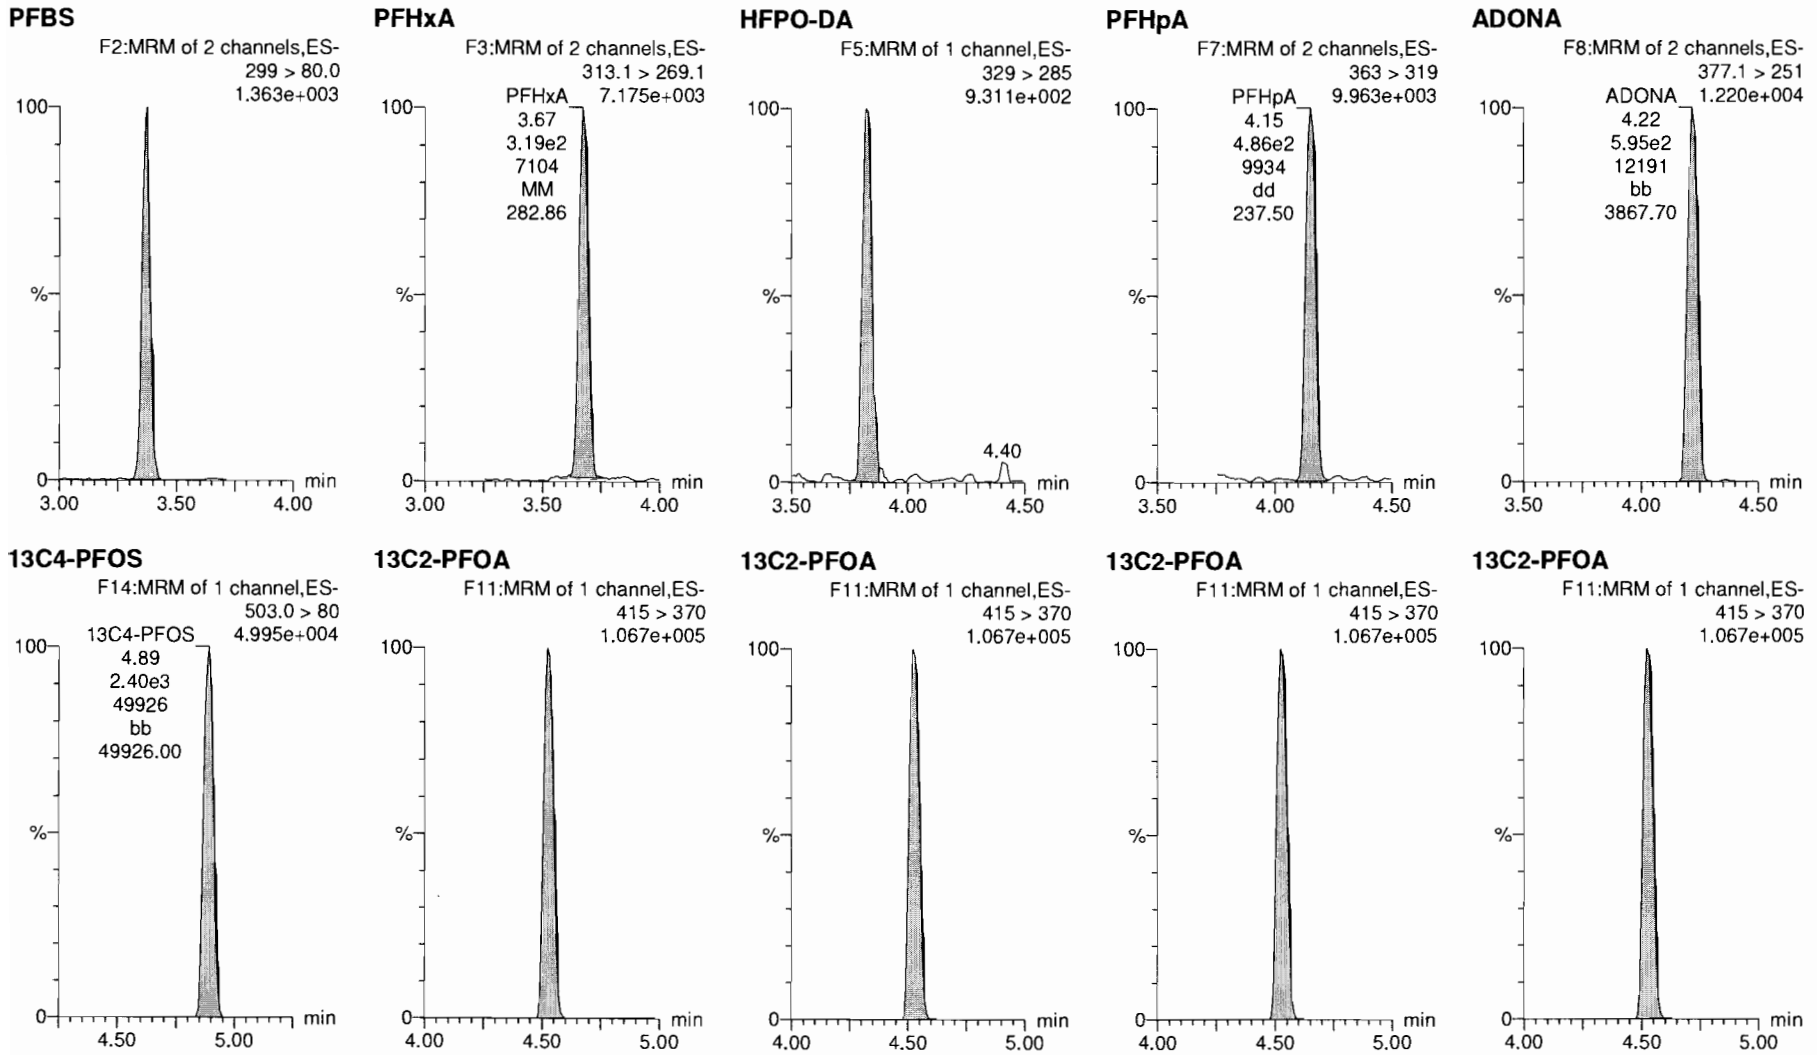 PFBS
F2:MRM of 2 channels,ES-
299 > 80.0
1.363e+003
100
%
0
min
3.00 3.50 4.00
PFHxA
F3:MRM of 2 channels,ES-
313.1 > 269.1
PFHxA 7.175e+003
3.67
3.19e2
7104
MM
282.86
100
%
0
min
3.00 3.50 4.00
HFPO-DA
F5:MRM of 1 channel,ES-
329 > 285
9.311e+002
100
%
4.40
0
min
3.50 4.00 4.50
PFHpA
F7:MRM of 2 channels,ES-
363 > 319
PFHpA 9.963e+003
4.15
4.86e2
9934
dd
237.50
100
%
0
min
3.50 4.00 4.50
ADONA
F8:MRM of 2 channels,ES-
377.1 > 251
ADONA 1.220e+004
4.22
5.95e2
12191
bb
3867.70
100
%
0
min
3.50 4.00 4.50
13C4-PFOS
F14:MRM of 1 channel,ES-
503.0 > 80
13C4-PFOS 4.995e+004
4.89
2.40e3
49926
bb
49926.00
100
%
0
min
4.50 5.00
13C2-PFOA
F11:MRM of 1 channel,ES-
415 > 370
1.067e+005
100
%
0
min
4.00 4.50 5.00
13C2-PFOA
F11:MRM of 1 channel,ES-
415 > 370
1.067e+005
100
%
0
min
4.00 4.50 5.00
13C2-PFOA
F11:MRM of 1 channel,ES-
415 > 370
1.067e+005
100
%
0
min
4.00 4.50 5.00
13C2-PFOA
F11:MRM of 1 channel,ES-
415 > 370
1.067e+005
100
%
0
min
4.00 4.50 5.00